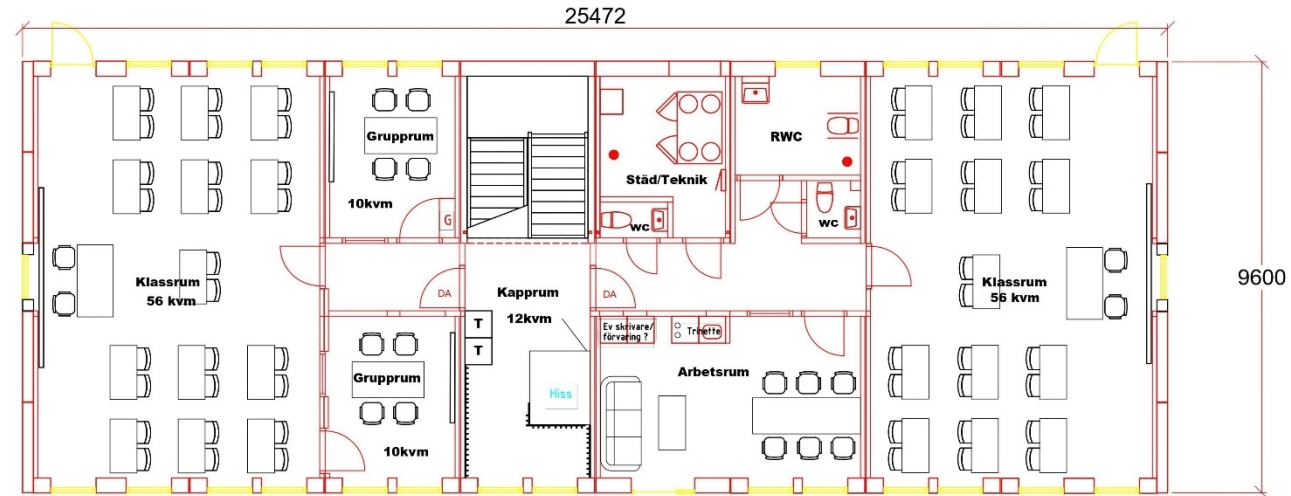 25472
Grupprum
RWC
Städ/Teknik
10kvm
G
wc
wc
Klassrum
56 kvm
DA
Kapprum
12kvm
DA
Klassrum
56 kvm
9600
T
T
Ev skrivare/
förvaring ?
Trinette
Grupprum
Hiss
Arbetsrum
10kvm